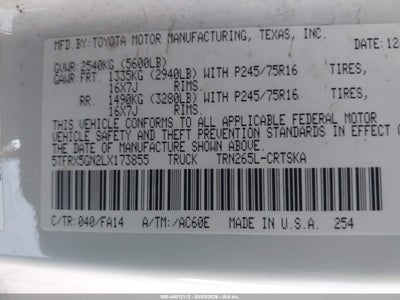 MFD.BY:TOYOTA MOTOR MANUFACTURING, TEXAS, INC.
DATE:12
GVWR: 2540KG (5600LB)
GAWR: FRT. 1335KG (2940LB) WITH P245/75R16 TIRES,
16X7J RIMS.
RR. 1490KG (3280LB) WITH P245/75R16 TIRES,
16X7J RIMS.
THIS VEHICLE CONFORMS TO ALL APPLICABLE FEDERAL MOTOR
VEHICLE SAFETY AND THEFT PREVENTION STANDARDS IN EFFECT ON
THE DATE OF MANUFACTURE SHOWN ABOVE.
5TFRX5GN2LX173855 TRUCK TRN265L-CRTSKA
C/TR: 040/FA14 A/TM: /AC60E MADE IN U.S.A. 254